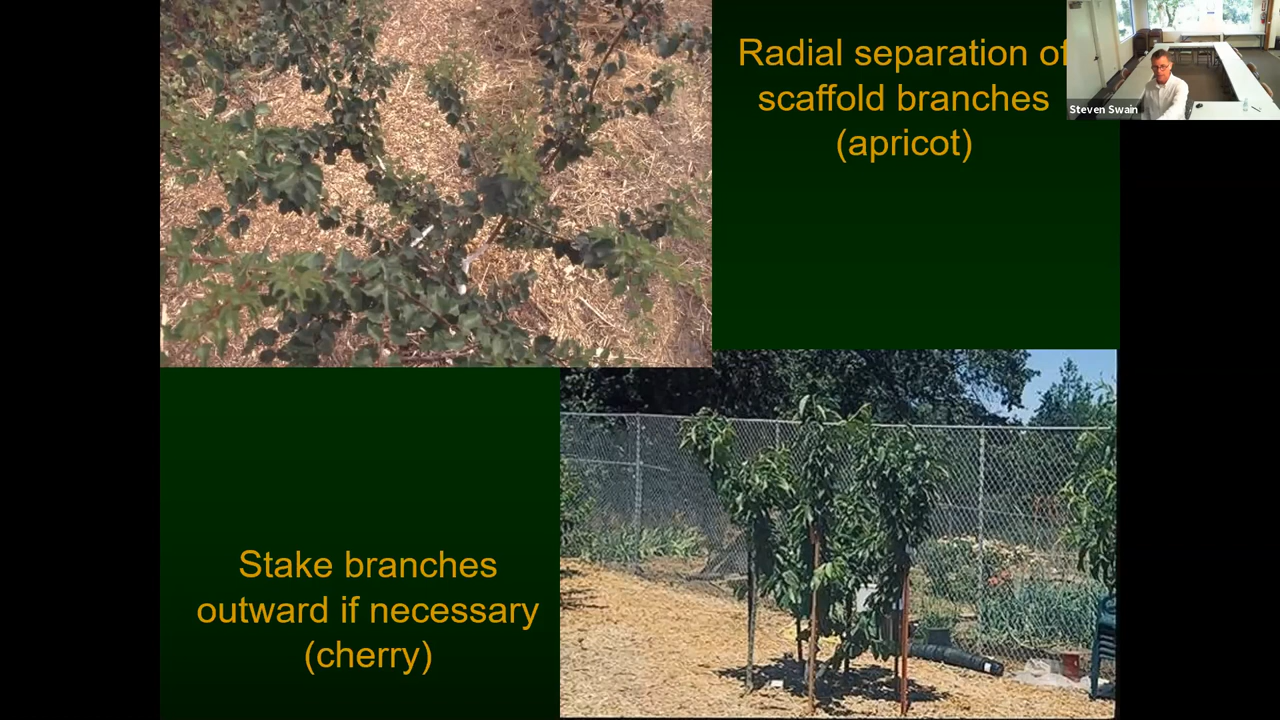 Radial separation of
scaffold branches
(apricot)
Steven Swain
Stake branches
outward if necessary
(cherry)